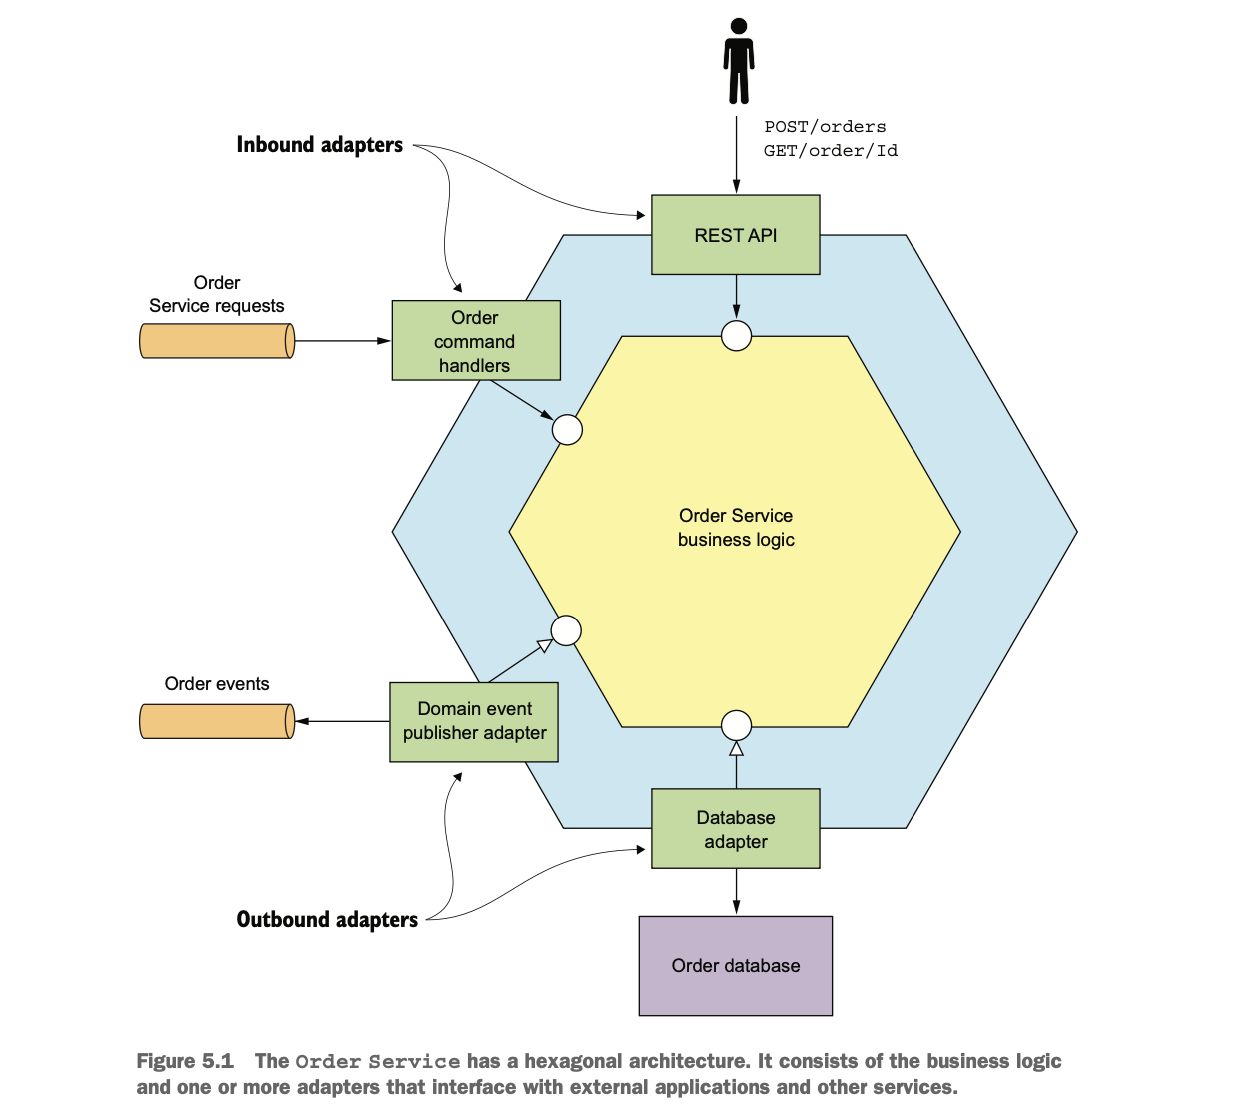 POST/orders
GET/order/Id
Inbound adapters
REST API
Order
Service requests
Order
command
handlers
Order Service
business logic
Order events
Domain event
publisher adapter
Database
adapter
Outbound adapters
Order database
Figure 5.1 The Order Service has a hexagonal architecture. It consists of the business logic
and one or more adapters that interface with external applications and other services.